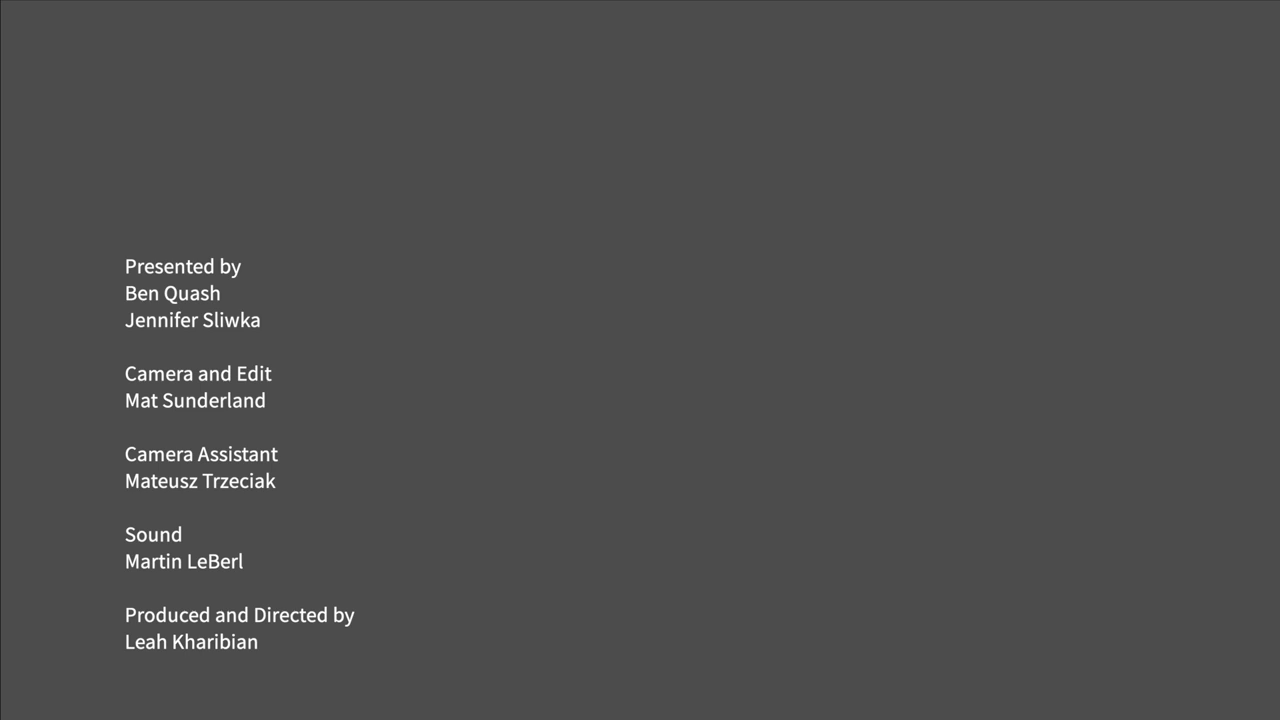 Presented by
Ben Quash
Jennifer Sliwka
Camera and Edit
Mat Sunderland
Camera Assistant
Mateusz Trzeciak
Sound
Martin LeBerl
Produced and Directed by
Leah Kharibian